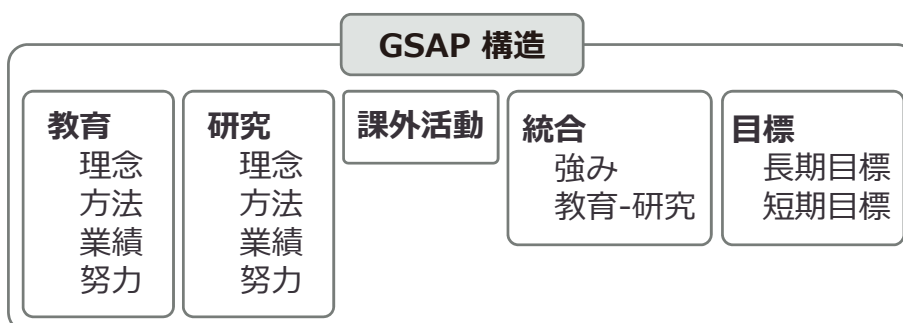 GSAP 構造
教育
理念
方法
業績
努力
研究
理念
方法
業績
努力
課外活動
統合
強み
教育-研究
目標
長期目標
短期目標